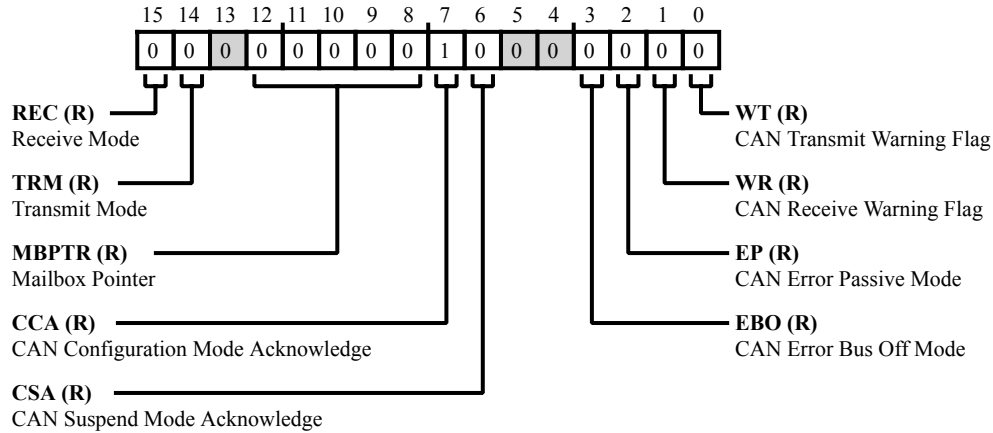 15 14 13 12 11 10 9 8 7 6 5 4 3 2 1 0
0 0 0 0 0 0 0 0 1 0 0 0 0 0 0 0
REC (R)
Receive Mode
TRM (R)
Transmit Mode
MBPTR (R)
Mailbox Pointer
CCA (R)
CAN Configuration Mode Acknowledge
CSA (R)
CAN Suspend Mode Acknowledge
WT (R)
CAN Transmit Warning Flag
WR (R)
CAN Receive Warning Flag
EP (R)
CAN Error Passive Mode
EBO (R)
CAN Error Bus Off Mode